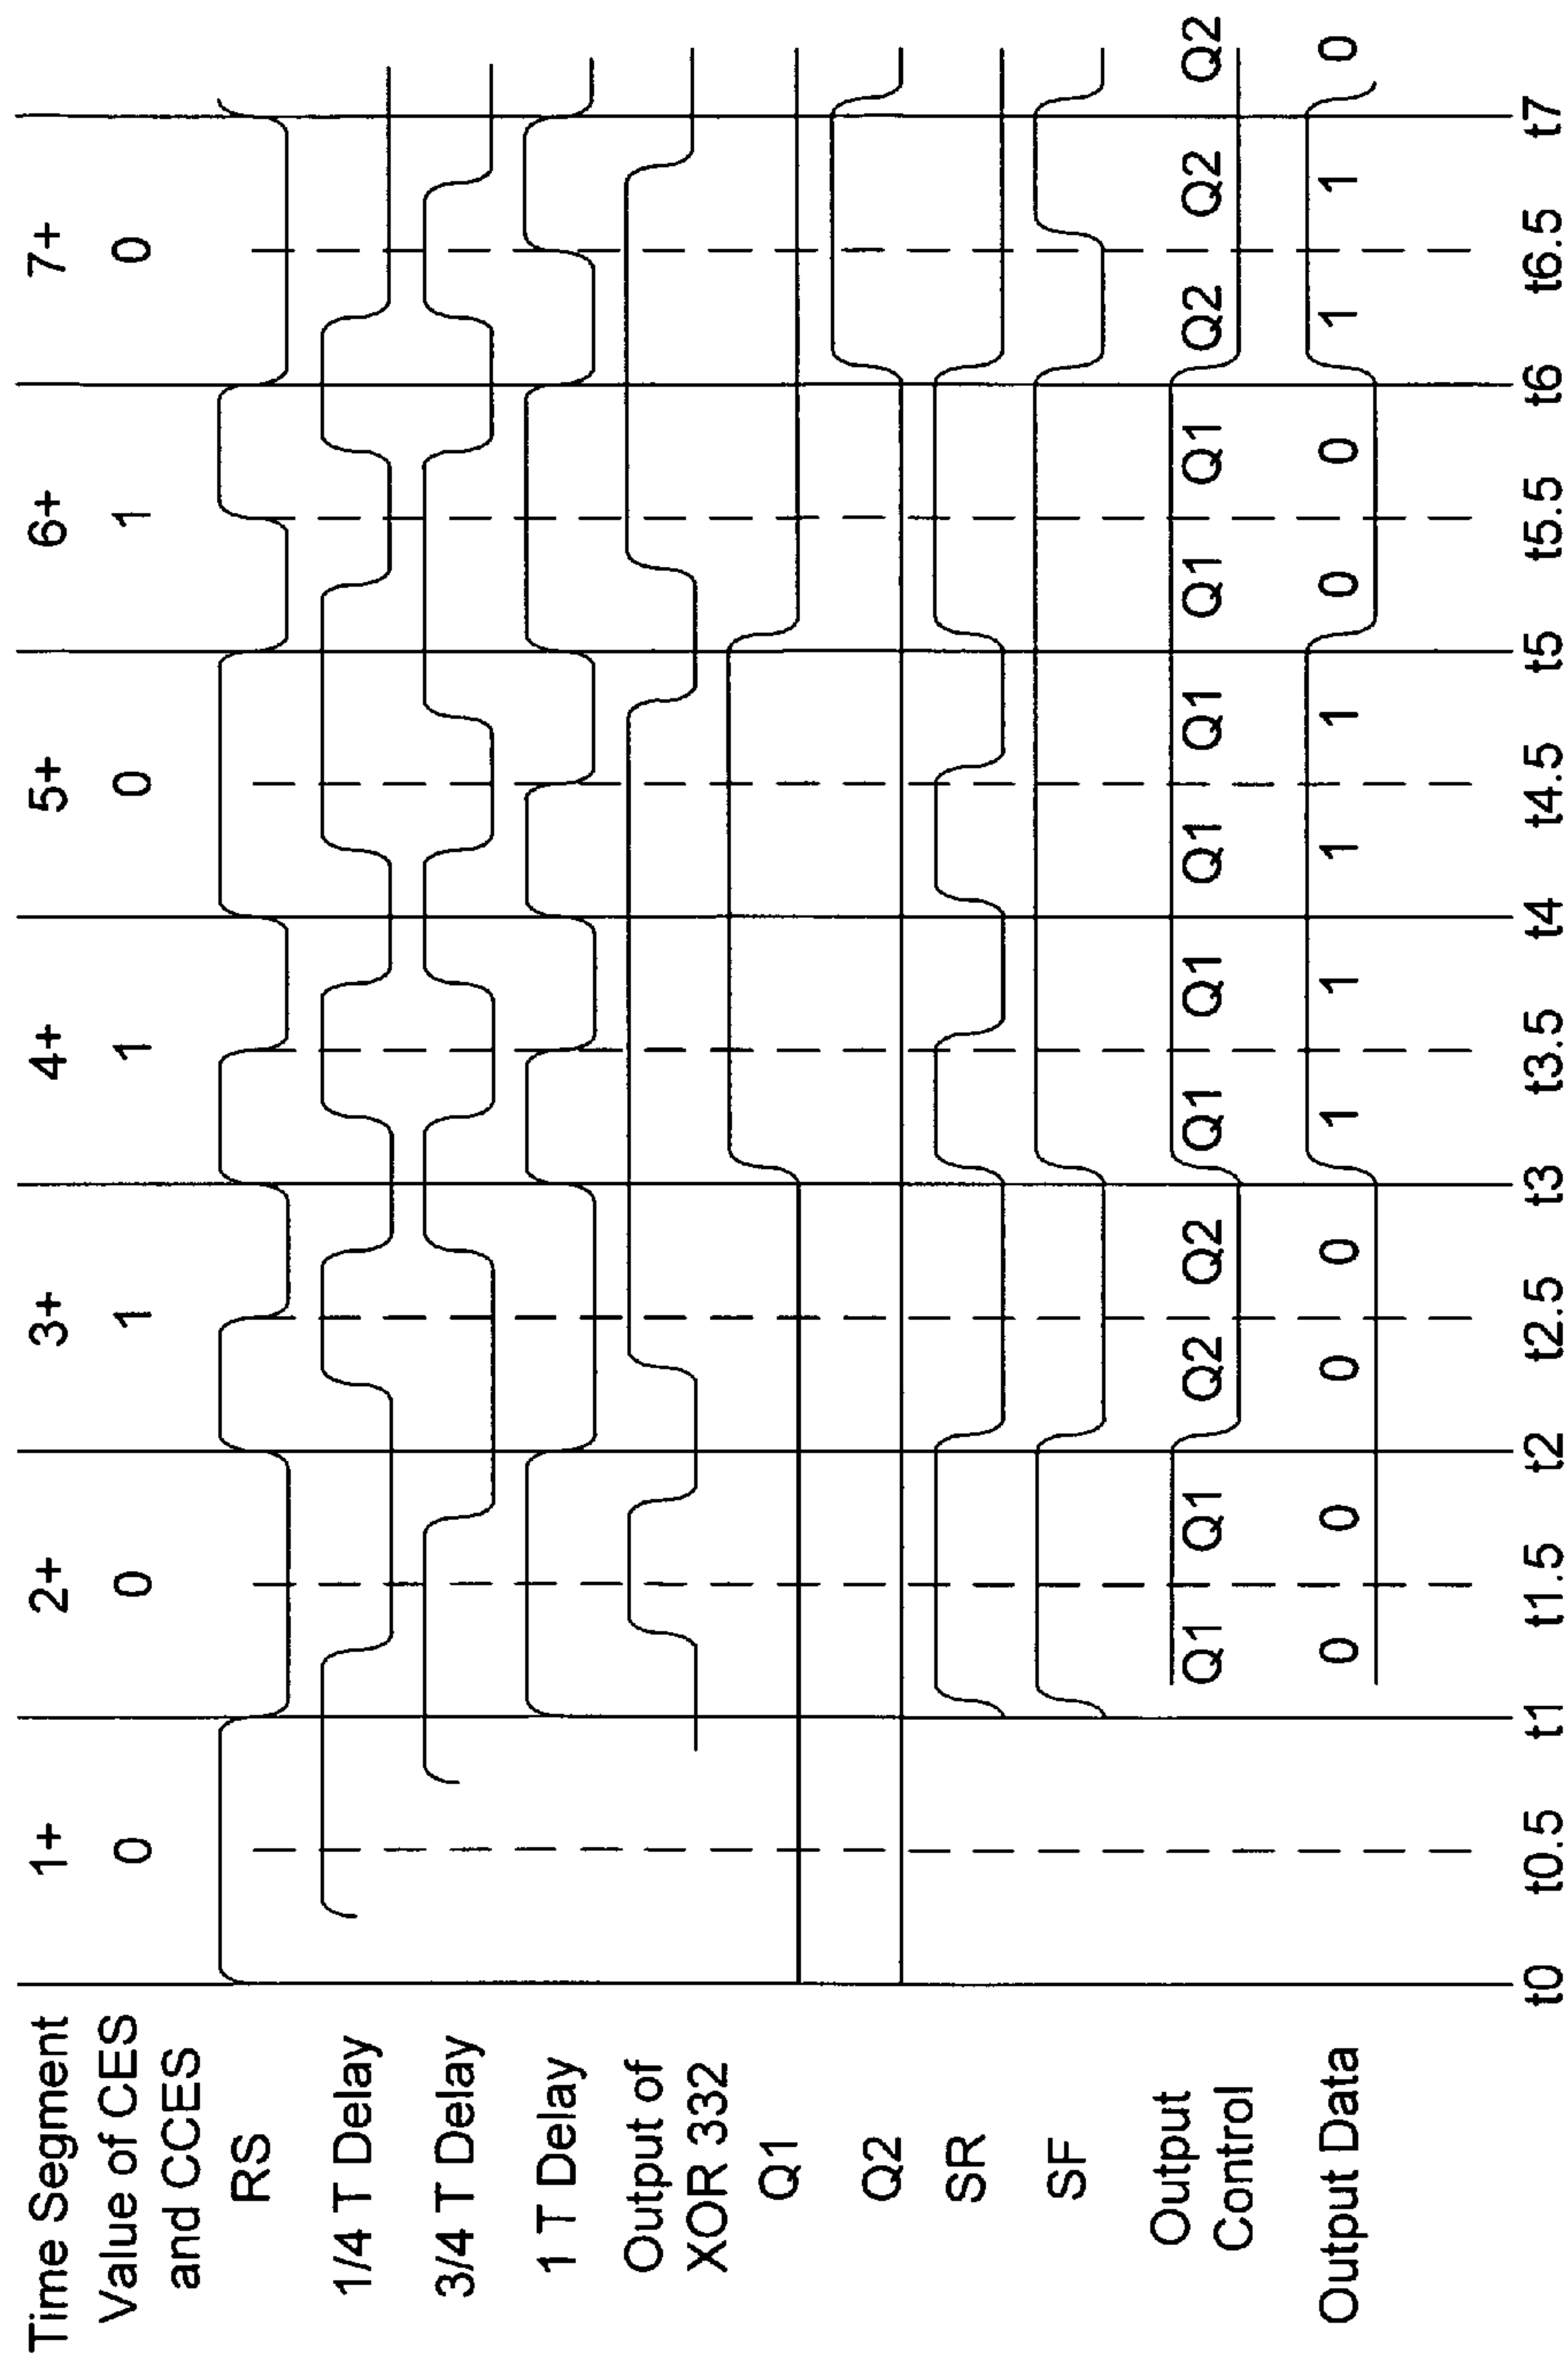 Time Segment 1+ 2+ 3+ 4+ 5+ 6+ 7+
Value of CES 0 0 1 1 0 1 0
and CCES
RS
1/4 T Delay
3/4 T Delay
1 T Delay
Output of
XOR 332
Q1
Q2
SR
SF
Output Q1 Q1 Q2 Q2 Q1 Q1 Q1 Q1 Q1 Q1 Q2 Q2 Q2
Control
Output Data 0 0 0 0 1 1 1 1 0 0 1 1 0
t0 t0.5 t1 t1.5 t2 t2.5 t3 t3.5 t4 t4.5 t5 t5.5 t6 t6.5 t7